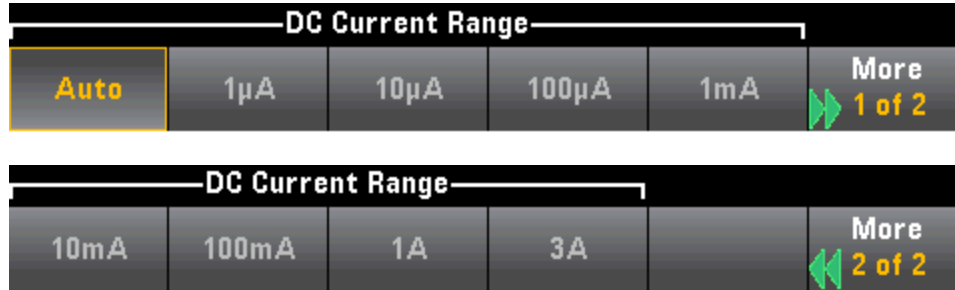 DC Current Range
Auto 1µA 10µA 100µA 1mA More
1 of 2
DC Current Range
10mA 100mA 1A 3A More
2 of 2